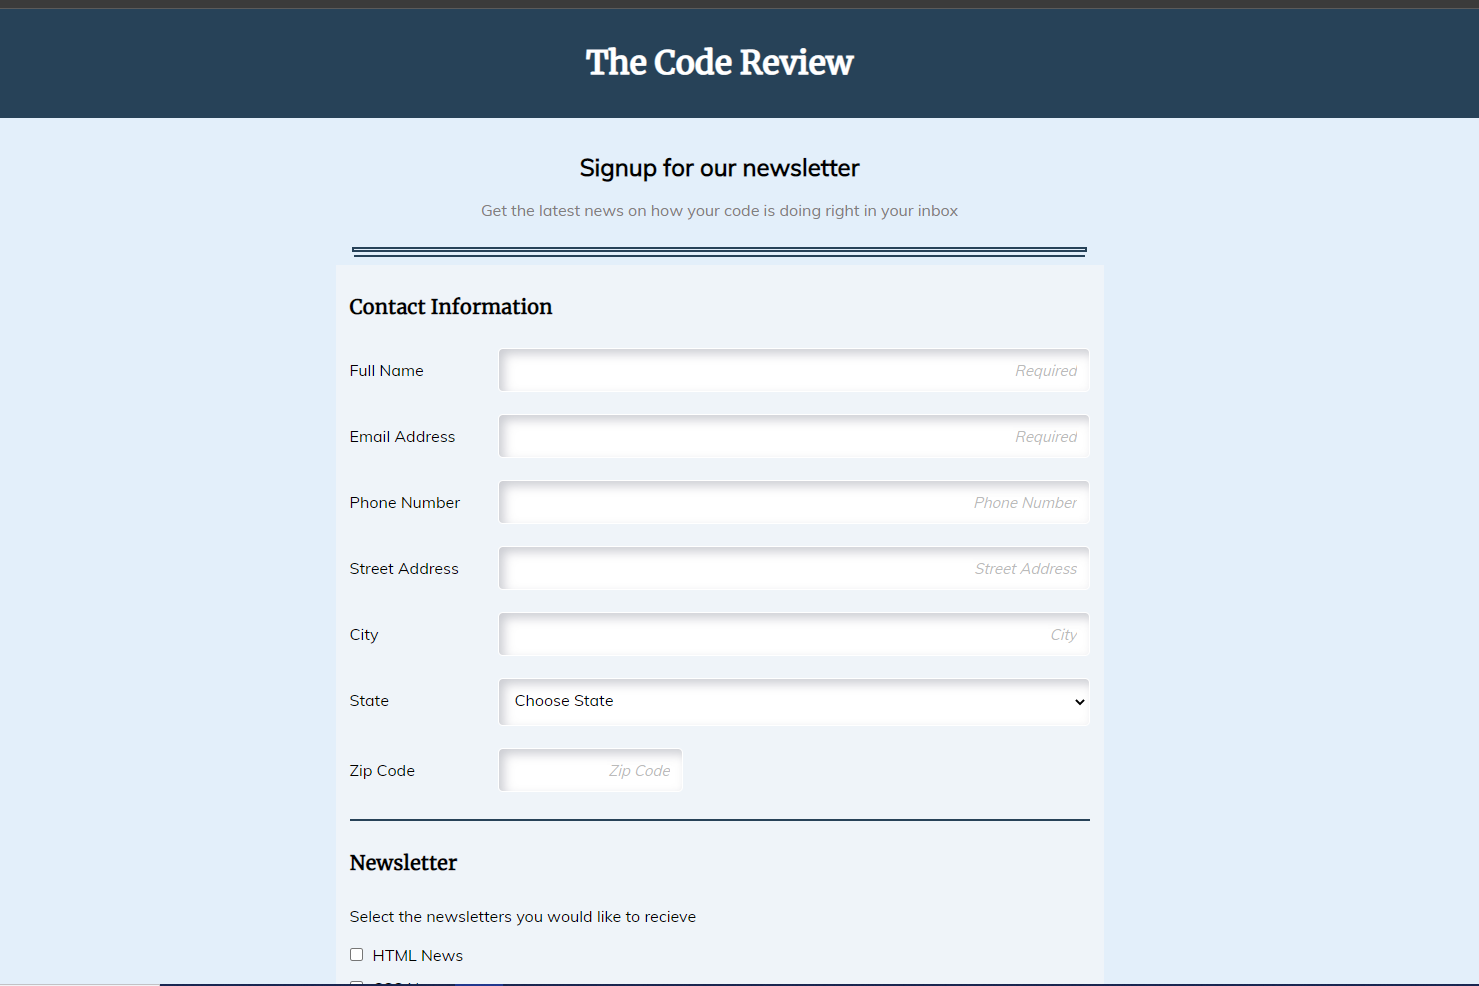 The Code Review
Signup for our newsletter
Get the latest news on how your code is doing right in your inbox
Contact Information
Full Name
Required
Email Address
Required
Phone Number
Phone Number
Street Address
Street Address
City
City
State
Choose State
Zip Code
Zip Code
Newsletter
Select the newsletters you would like to recieve
HTML News